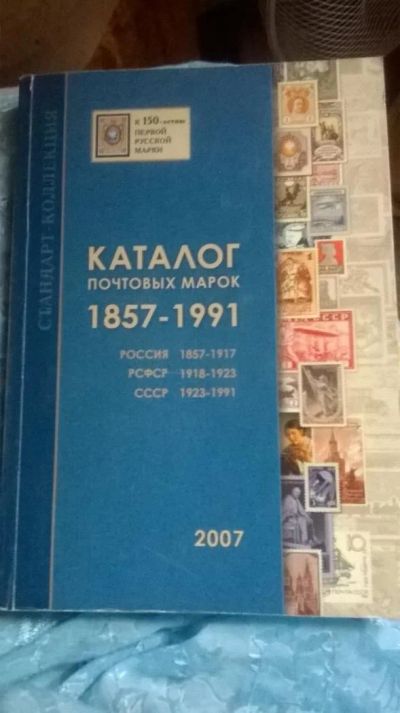 СТАНДАРТ КОЛЛЕКЦИЯ
К 150-летию
ПЕРВОЙ
РУССКОЙ
МАРКИ
КАТАЛОГ
ПОЧТОВЫХ МАРОК
1857-1991
РОССИЯ 1857-1917
РСФСР 1918-1923
СССР 1923-1991
2007